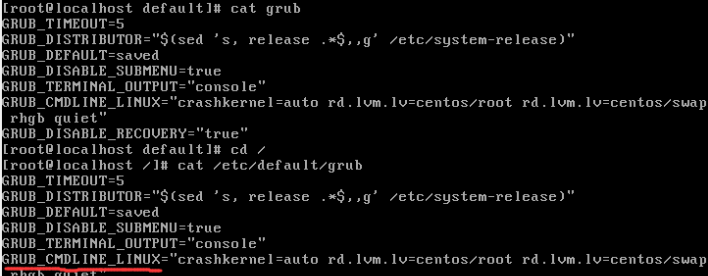 [root@localhost default]# cat grub
GRUB_TIMEOUT=5
GRUB_DISTRIBUTOR="$(sed 's, release .*$,,g' /etc/system-release)"
GRUB_DEFAULT=saved
GRUB_DISABLE_SUBMENU=true
GRUB_TERMINAL_OUTPUT="console"
GRUB_CMDLINE_LINUX="crashkernel=auto rd.lvm.lv=centos/root rd.lvm.lv=centos/swap
 rhgb quiet"
GRUB_DISABLE_RECOVERY="true"
[root@localhost default]# cd /
[root@localhost /]# cat /etc/default/grub
GRUB_TIMEOUT=5
GRUB_DISTRIBUTOR="$(sed 's, release .*$,,g' /etc/system-release)"
GRUB_DEFAULT=saved
GRUB_DISABLE_SUBMENU=true
GRUB_TERMINAL_OUTPUT="console"
GRUB_CMDLINE_LINUX="crashkernel=auto rd.lvm.lv=centos/root rd.lvm.lv=centos/swap
 rhgb quiet"